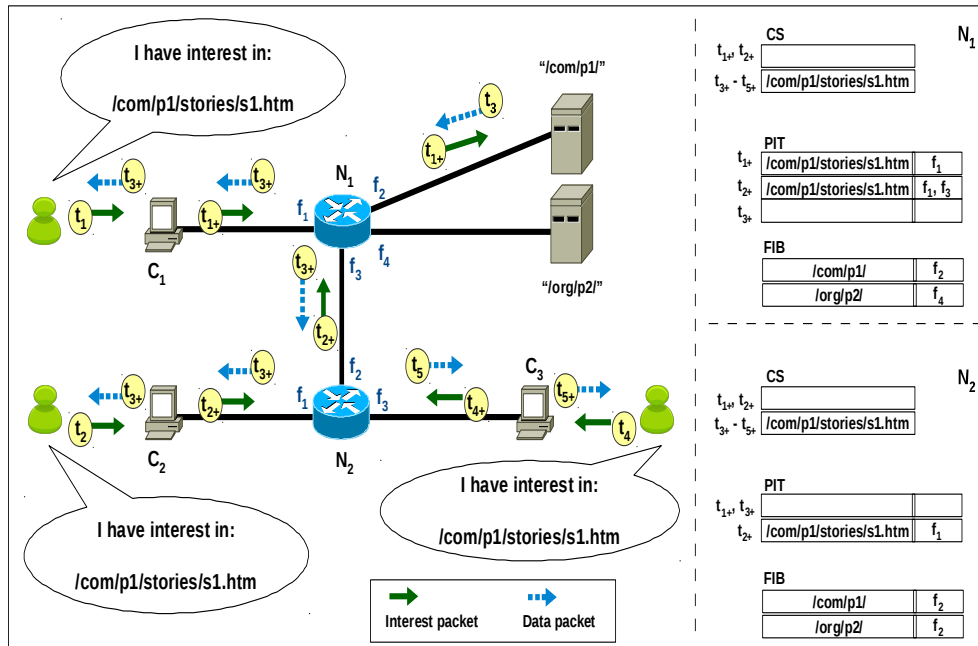 I have interest in:
/com/p1/stories/s1.htm
"/com/p1/"
t3
t1+
t3+
t3+
N1
f2
t1
t1+
f1
C1
f4
f3
t3+
"/org/p2/"
t2+
f2
t3+
t3+
t5
C3
t5+
t2
t2+
f1
f3
t4+
t4
C2
N2
I have interest in:
/com/p1/stories/s1.htm
I have interest in:
/com/p1/stories/s1.htm
Interest packet
Data packet
CS
N1
t1+, t2+
t3+ - t5+ /com/p1/stories/s1.htm
PIT
t1+ /com/p1/stories/s1.htm f1
t2+ /com/p1/stories/s1.htm f1, f3
t3+
FIB
/com/p1/ f2
/org/p2/ f4
CS
N2
t1+, t2+
t3+ - t5+ /com/p1/stories/s1.htm
PIT
t1+, t3+
t2+ /com/p1/stories/s1.htm f1
FIB
/com/p1/ f2
/org/p2/ f2